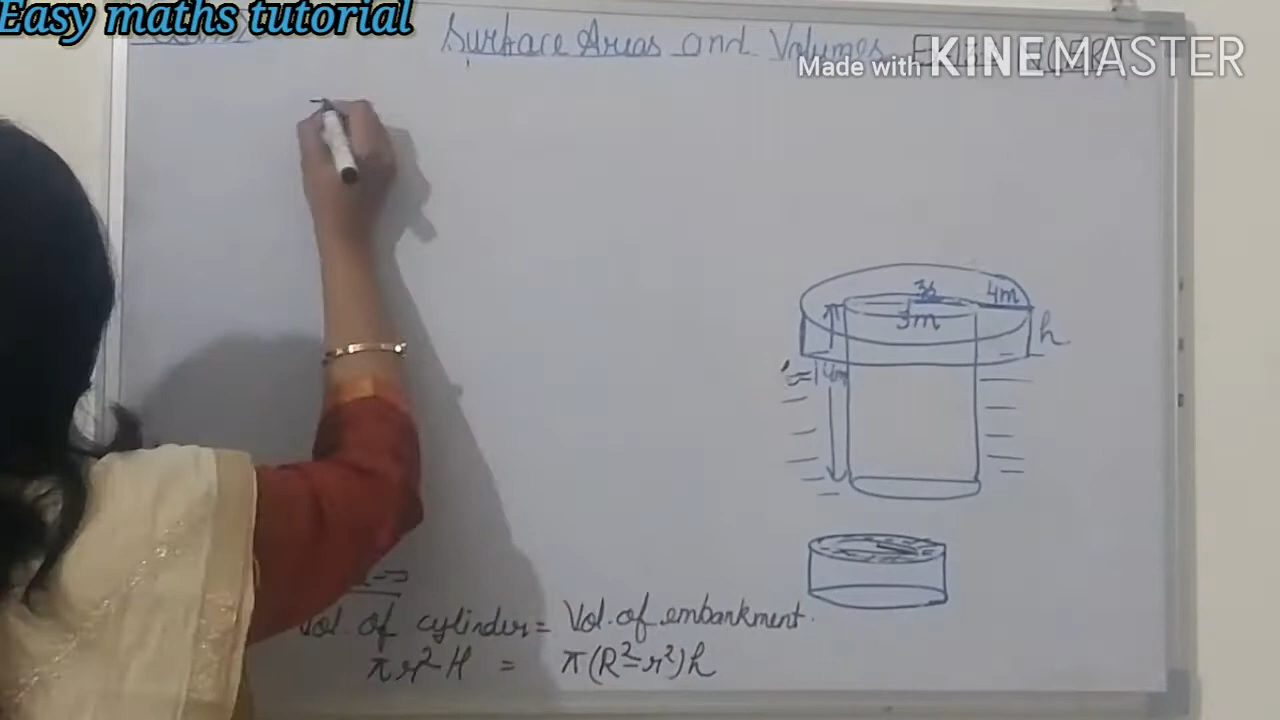 Easy maths tutorial
Surface Areas and Volumes
Made with KINEMASTER
4m
3m
h
Vol. of cylinder = Vol. of embankment.
πr²H = π(R²-r²)h